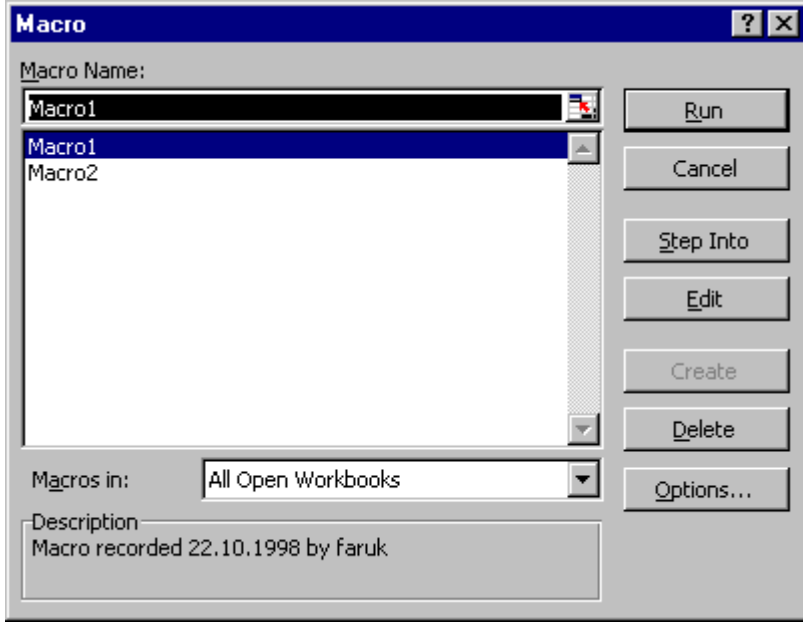 Macro
Macro Name:
Macro1
Macro1
Macro2
Run
Cancel
Step Into
Edit
Create
Delete
Options...
Macros in:
All Open Workbooks
Description
Macro recorded 22.10.1998 by faruk